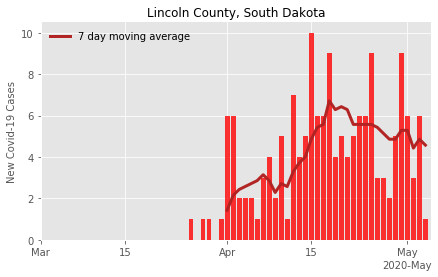 Lincoln County, South Dakota
7 day moving average
New Covid-19 Cases
10
8
6
4
2
0
Mar
15
Apr
15
May
2020-May